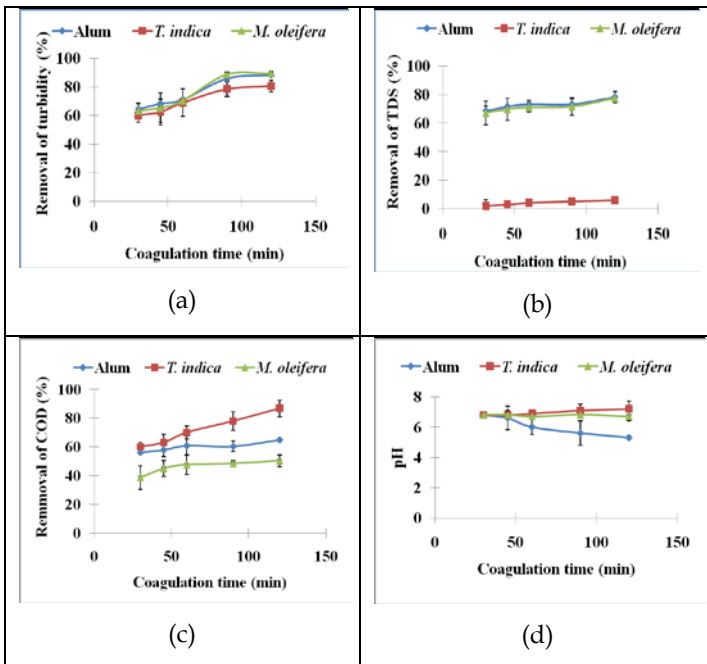 Alum T. indica M. oleifera
Removal of turbidity (%)
100
80
60
40
20
0
0 50 100 150
Coagulation time (min)
(a)
Alum T. indica M. oleifera
Removal of TDS (%)
100
80
60
40
20
0
0 50 100 150
Coagulation time (min)
(b)
Alum T. indica M. oleifera
Remmoval of COD (%)
100
80
60
40
20
0
0 50 100 150
Coagulation time (min)
(c)
Alum T. indica M. oleifera
pH
8
6
4
2
0
0 50 100 150
Coagulation time (min)
(d)